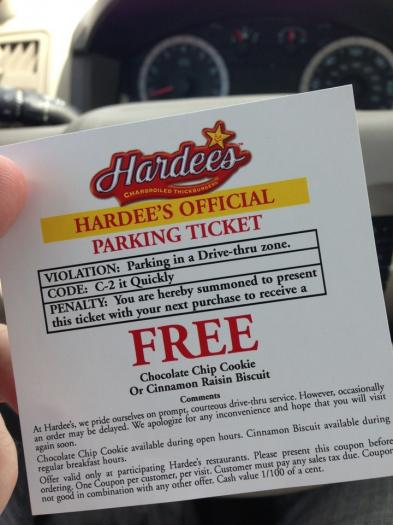 Hardee's™
CHARBROILED THICKBURGERS
HARDEE'S OFFICIAL
PARKING TICKET
VIOLATION: Parking in a Drive-thru zone.
CODE: C-2 it Quickly
PENALTY: You are hereby summoned to present
this ticket with your next purchase to receive a
FREE
Chocolate Chip Cookie
Or Cinnamon Raisin Biscuit
Comments
At Hardee's, we pride ourselves on prompt, courteous drive-thru service. However, occasionally
an order may be delayed. We apologize for any inconvenience and hope that you will visit
again soon.
Chocolate Chip Cookie available during open hours. Cinnamon Biscuit available during
regular breakfast hours.
Offer valid only at participating Hardee's restaurants. Please present this coupon before
ordering. One Coupon per customer, per visit. Customer must pay any sales tax due. Coupon
not good in combination with any other offer. Cash value 1/100 of a cent.